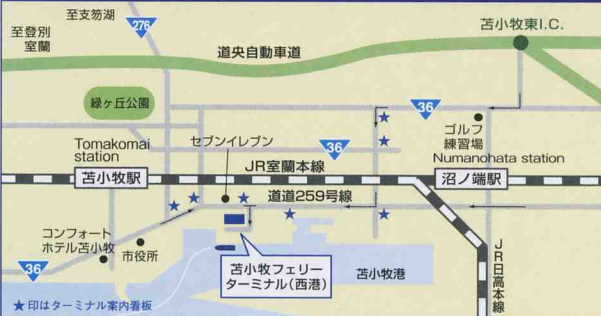 至支笏湖
至登別
室蘭
276
道央自動車道
苫小牧東I.C.
緑ヶ丘公園
36
ゴルフ
練習場
Tomakomai
station
セブンイレブン
36
JR室蘭本線
Numanohata station
苫小牧駅
沼ノ端駅
道道259号線
コンフォート
ホテル苫小牧
市役所
36
苫小牧フェリー
ターミナル(西港)
苫小牧港
JR日高本線
★印はターミナル案内看板